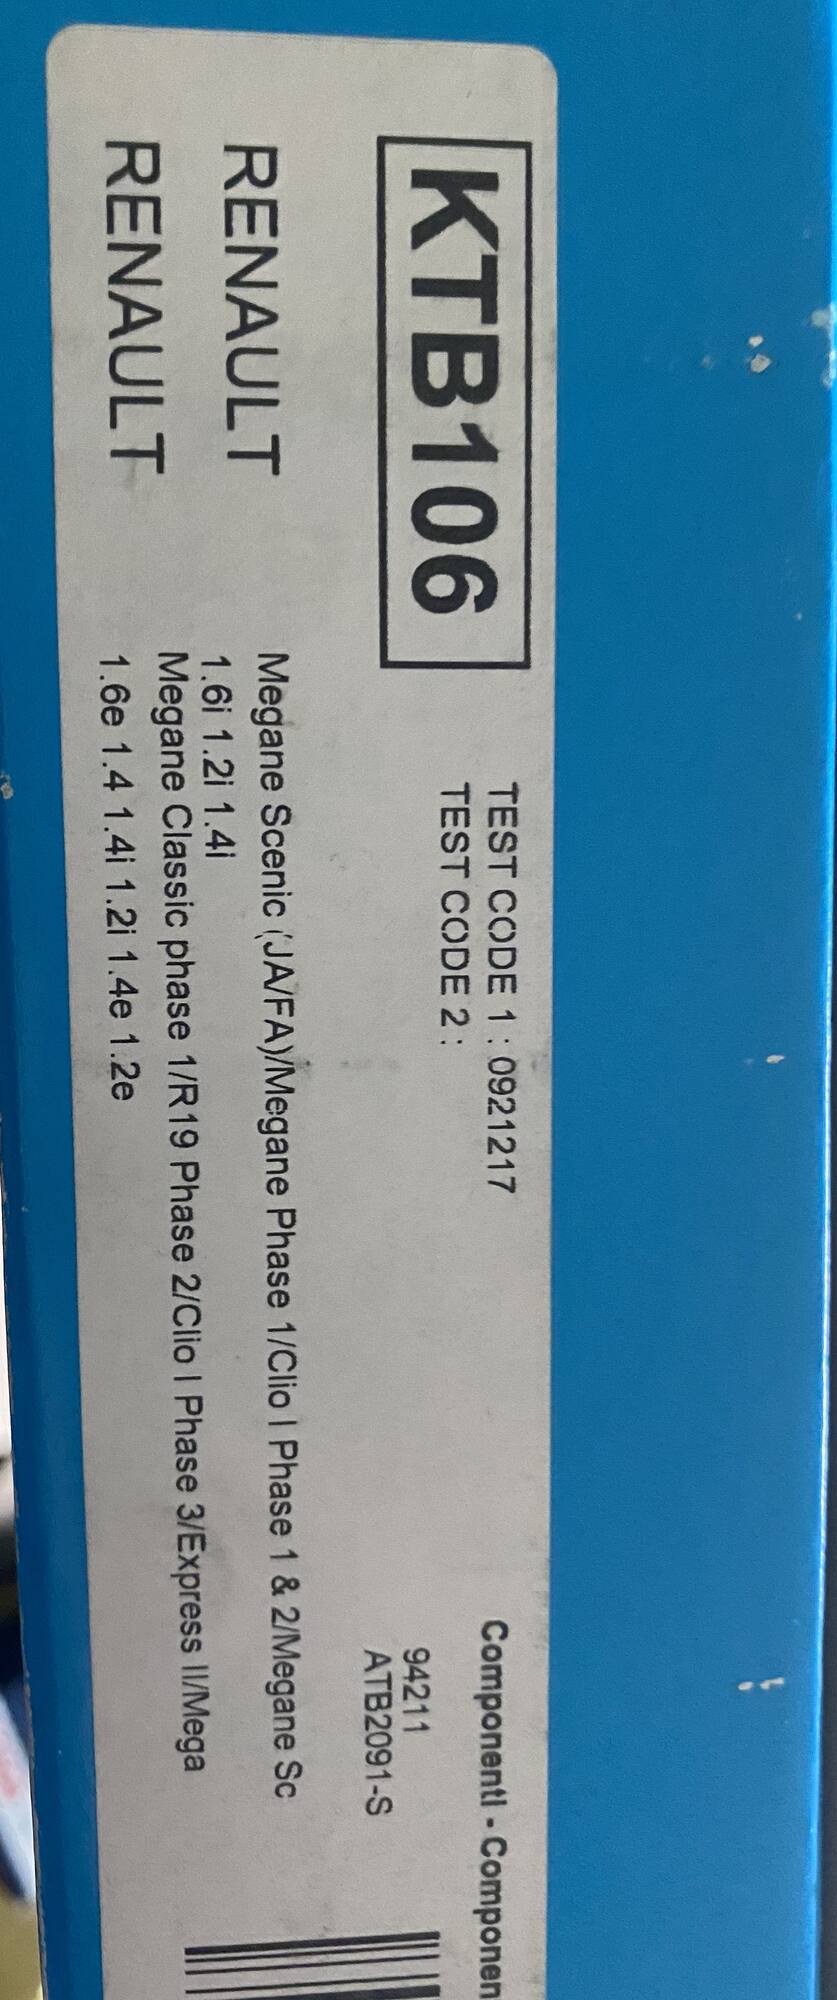 KTB106
TEST CODE 1 : 0921217
TEST CODE 2 :
Componenti - Componen
94211
ATB2091-S
RENAULT
Megane Scenic (JA/FA)/Megane Phase 1/Clio I Phase 1 & 2/Megane Sc
1.6i 1.2i 1.4i
RENAULT
Megane Classic phase 1/R19 Phase 2/Clio I Phase 3/Express II/Mega
1.6e 1.4 1.4i 1.2i 1.4e 1.2e